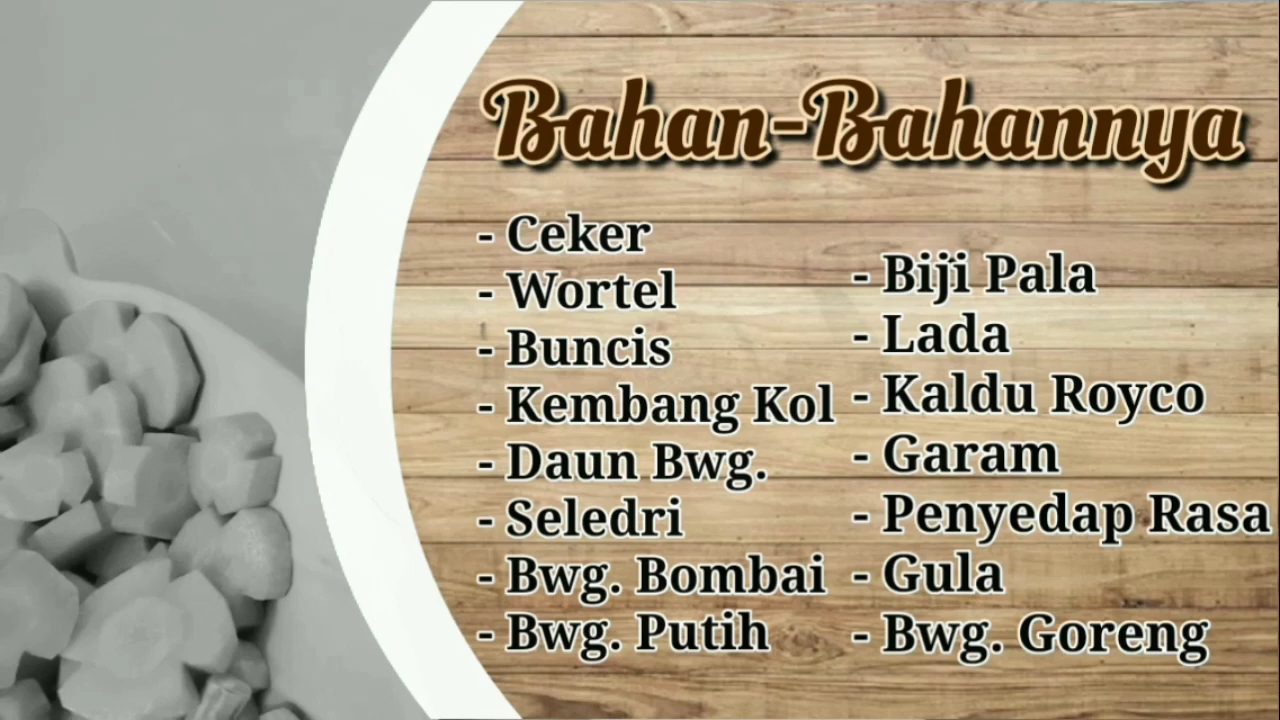 Bahan-Bahannya
- Ceker
- Wortel
- Buncis
- Kembang Kol
- Daun Bwg.
- Seledri
- Bwg. Bombai
- Bwg. Putih
- Biji Pala
- Lada
- Kaldu Royco
- Garam
- Penyedap Rasa
- Gula
- Bwg. Goreng